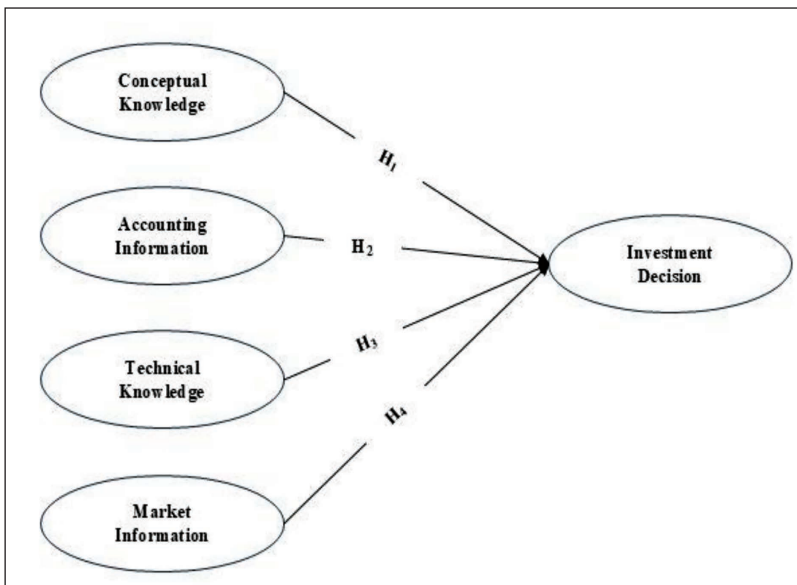 Conceptual
Knowledge
H₁
Accounting
Information
H₂
Investment
Decision
Technical
Knowledge
H₃
H₄
Market
Information